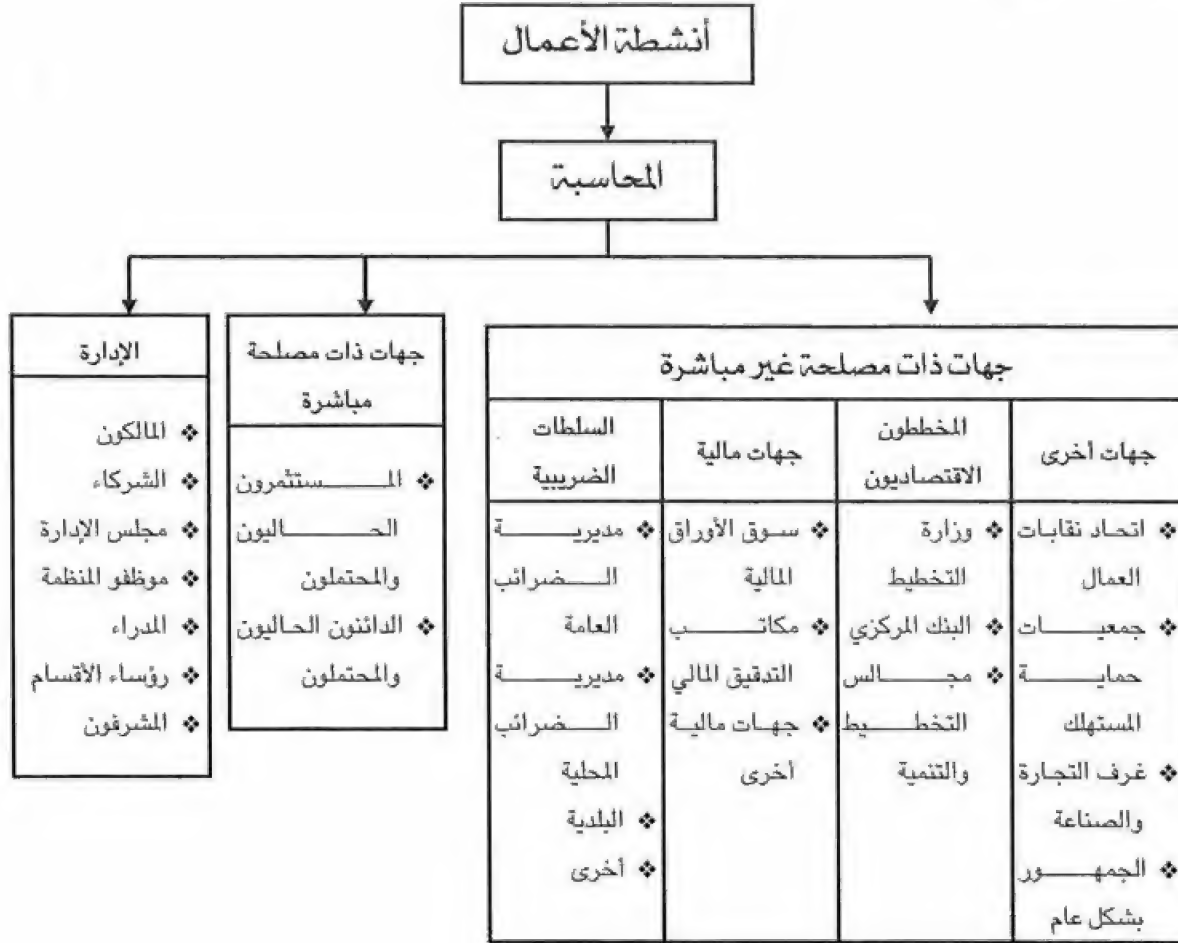 أنشطة الأعمال
المحاسبة
الإدارة
❖ المالكون
❖ الشركاء
❖ مجلس الإدارة
❖ موظفو المنظمة
❖ المدراء
❖ رؤساء الأقسام
❖ المشرفون
جهات ذات مصلحة
مباشرة
❖ المستثمرون
الحاليون
والمحتملون
❖ الدائنون الحاليون
والمحتملون
جهات ذات مصلحة غير مباشرة
السلطات
الضريبية
❖ مديرية
الضرائب
العامة
❖ مديرية
الضرائب
المحلية
❖ البلدية
❖ أخرى
جهات مالية
❖ سوق الأوراق
المالية
❖ مكاتب
التدقيق المالي
❖ جهات مالية
أخرى
المخططون
الاقتصاديون
❖ وزارة
التخطيط
❖ البنك المركزي
❖ مجالس
التخطيط
والتنمية
جهات أخرى
❖ اتحاد نقابات
العمال
❖ جمعيات
حماية
المستهلك
❖ غرف التجارة
والصناعة
❖ الجمهور
بشكل عام